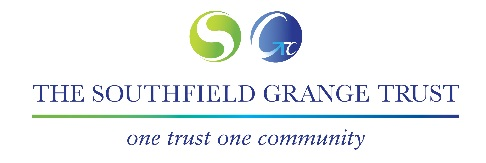 THE SOUTHFIELD GRANGE TRUST
one trust one community